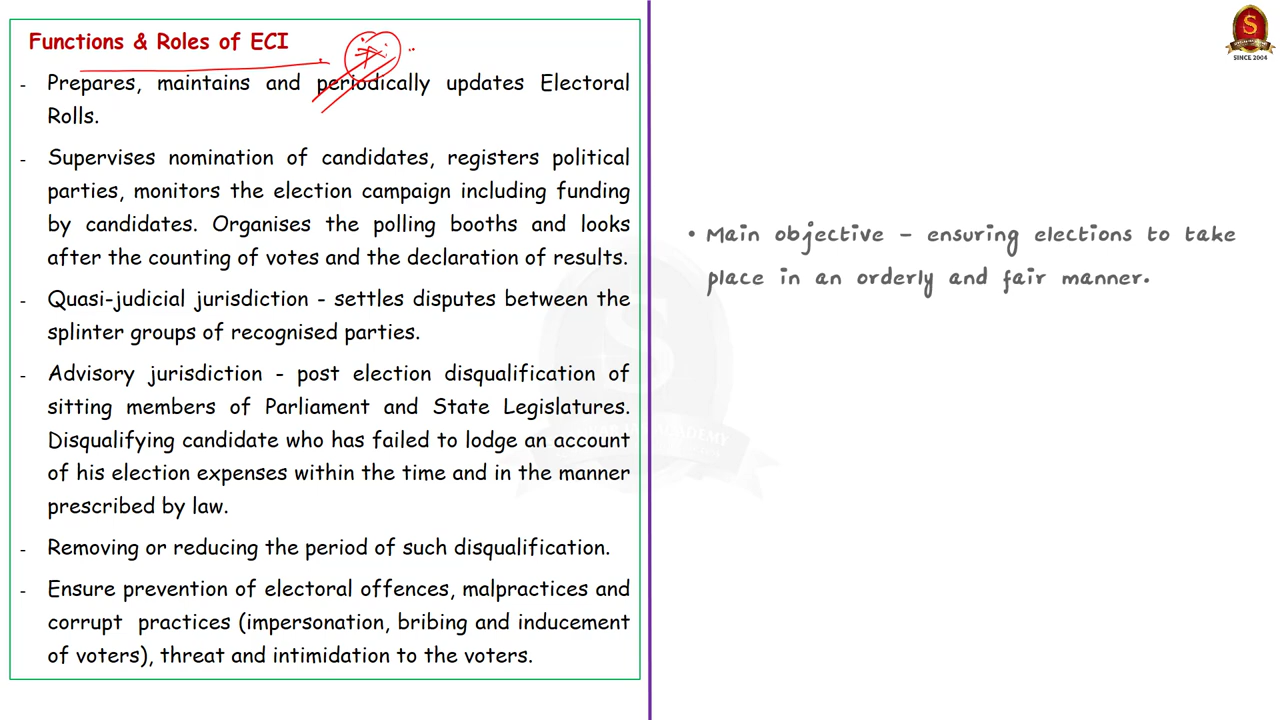 Functions & Roles of ECI
- Prepares, maintains and periodically updates Electoral
Rolls.
- Supervises nomination of candidates, registers political
parties, monitors the election campaign including funding
by candidates. Organises the polling booths and looks
after the counting of votes and the declaration of results.
- Quasi-judicial jurisdiction - settles disputes between the
splinter groups of recognised parties.
- Advisory jurisdiction - post election disqualification of
sitting members of Parliament and State Legislatures.
Disqualifying candidate who has failed to lodge an account
of his election expenses within the time and in the manner
prescribed by law.
- Removing or reducing the period of such disqualification.
- Ensure prevention of electoral offences, malpractices and
corrupt practices (impersonation, bribing and inducement
of voters), threat and intimidation to the voters.
• Main objective - ensuring elections to take
place in an orderly and fair manner.
S
SINCE 2004